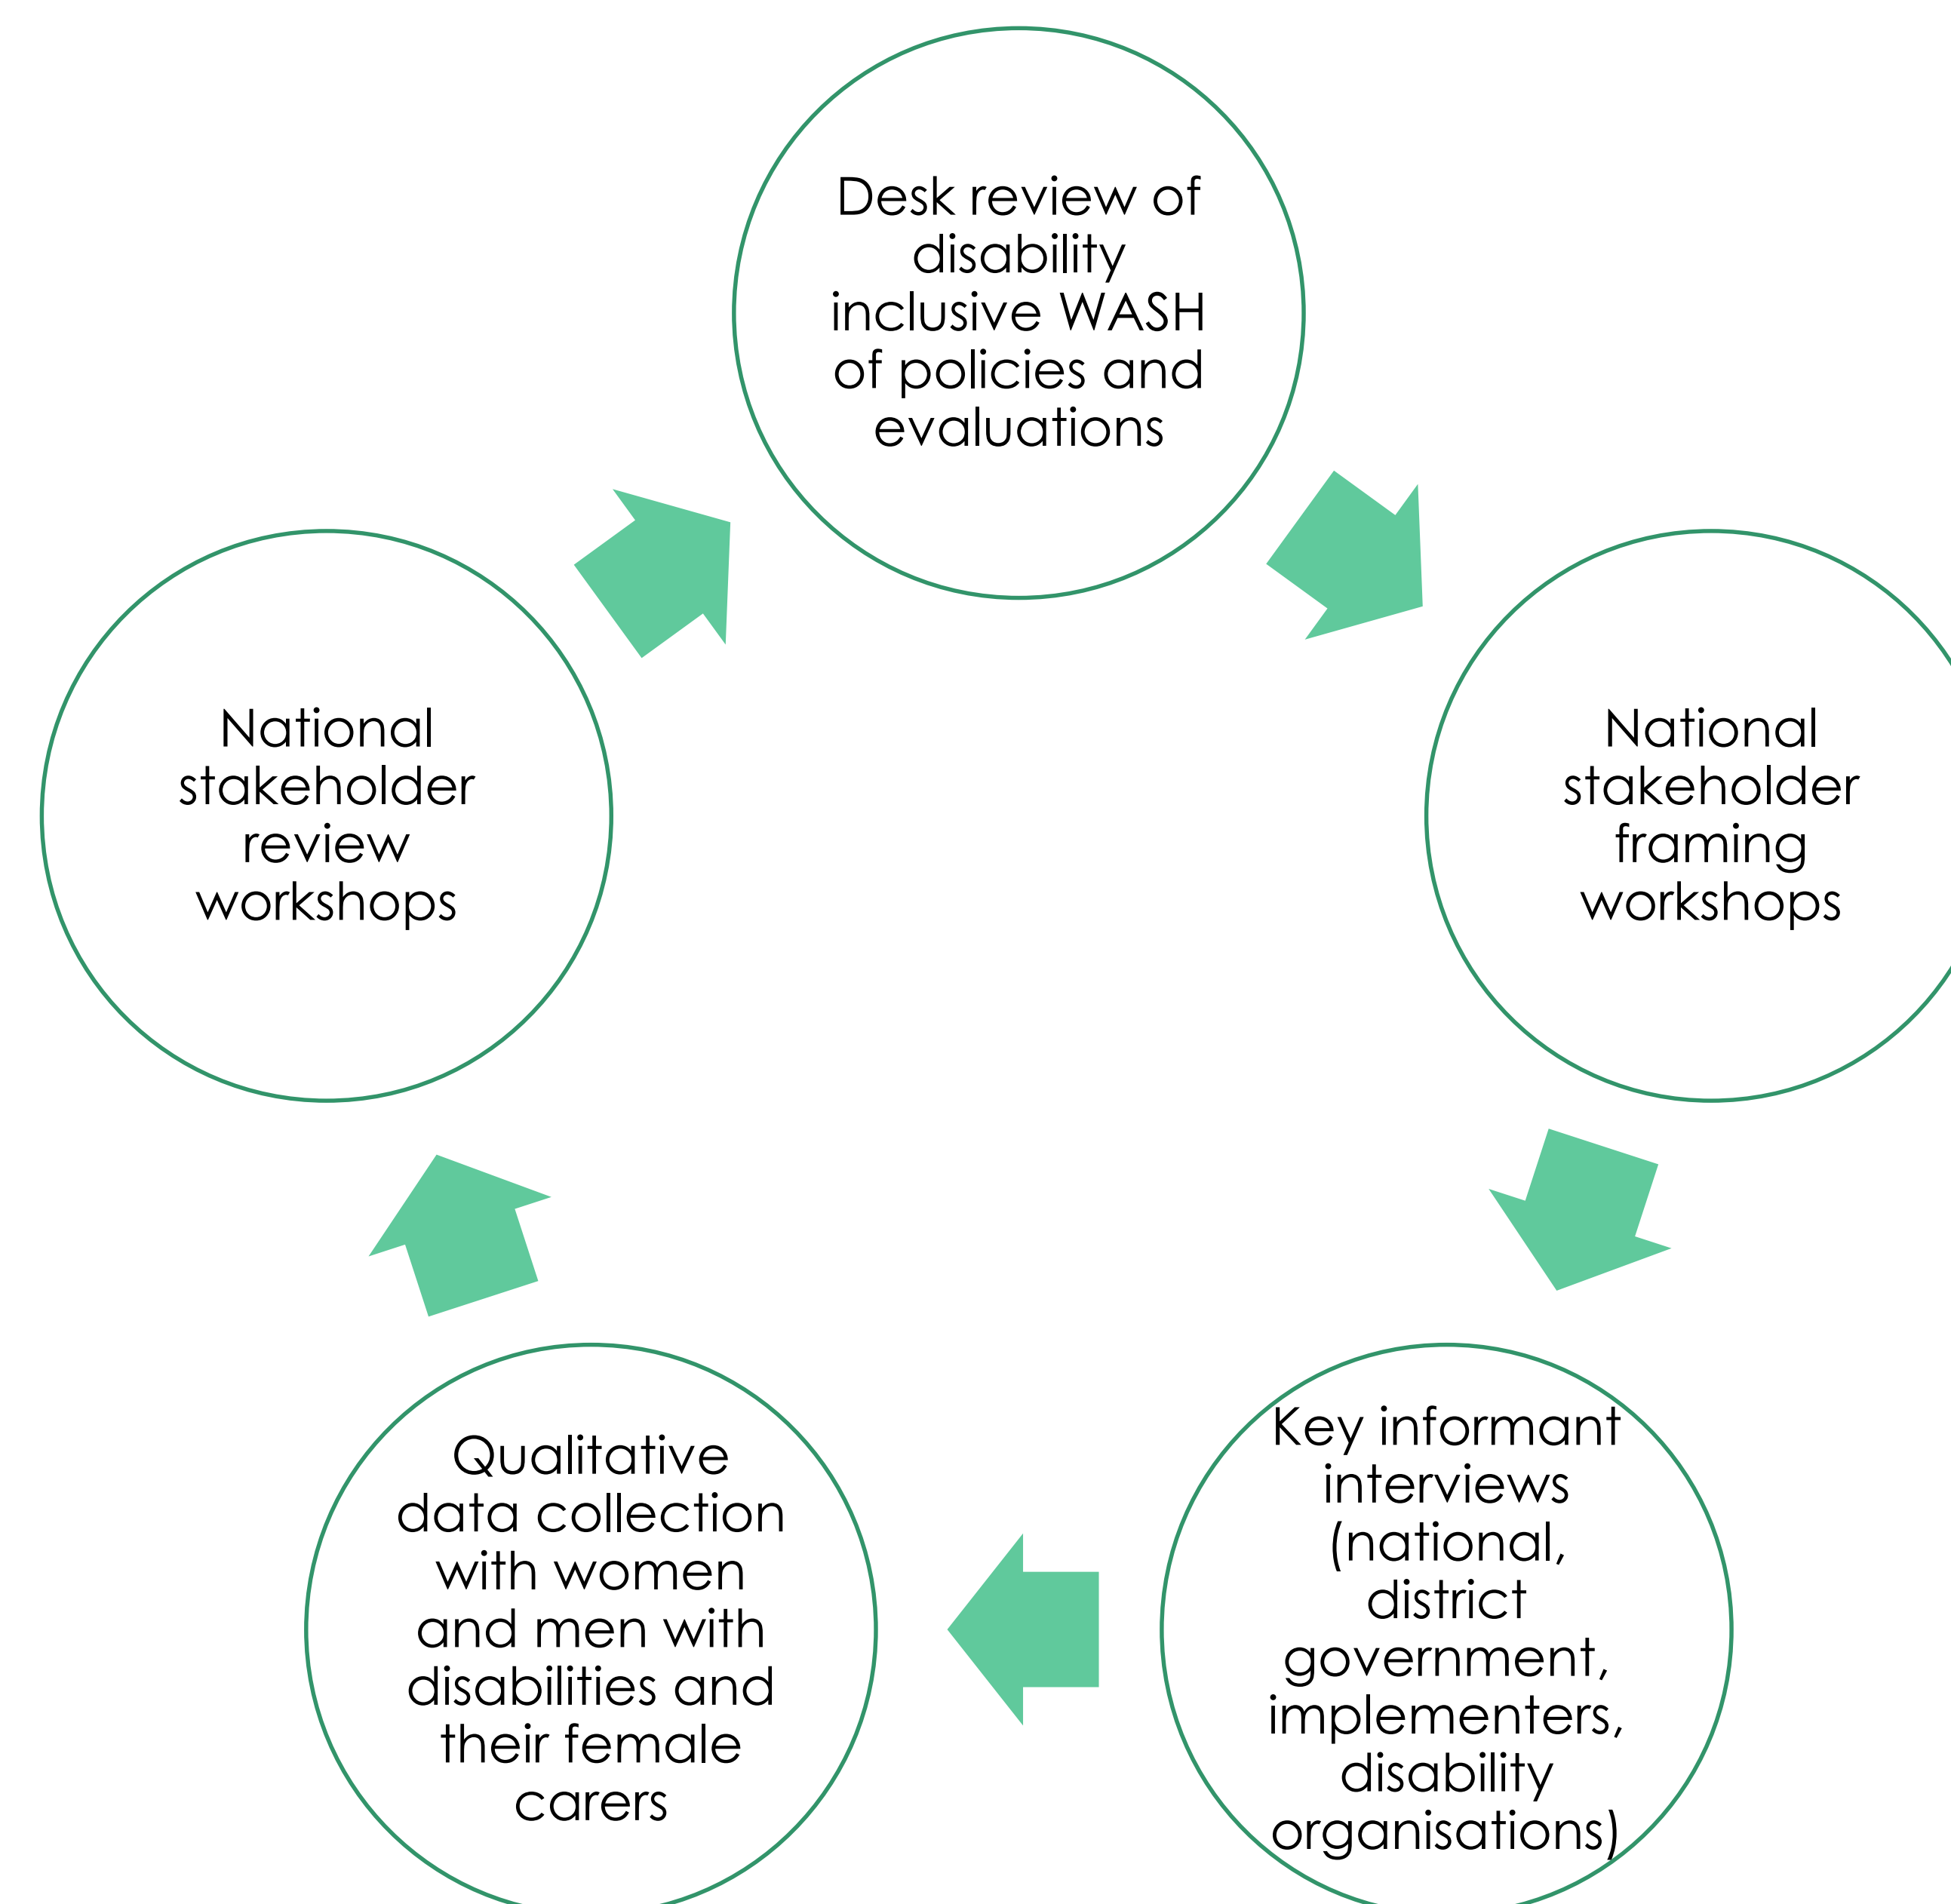 Desk review of
disability
inclusive WASH
of policies and
evaluations
National
stakeholder
framing
workshops
Key informant
interviews
(national,
district
government,
implementers,
disability
organisations)
Qualitative
data collection
with women
and men with
disabilities and
their female
carers
National
stakeholder
review
workshops